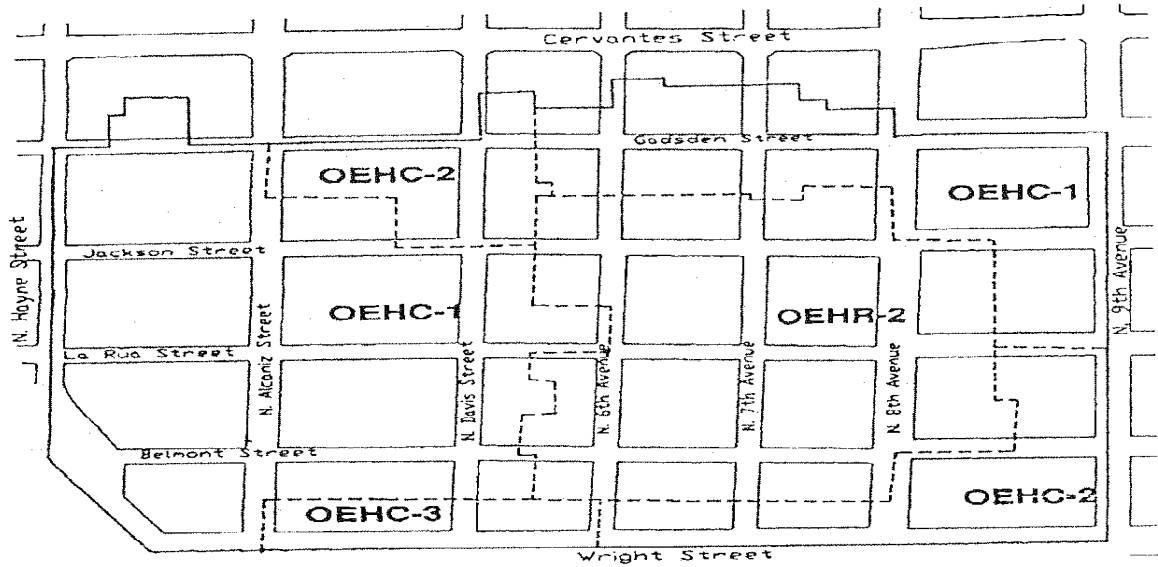 Cervantes Street
Gadsden Street
OEHC-2
OEHC-1
Jackson Street
N. Hayne Street
N. 9th Avenue
OEHC-1
OEHR-2
La Rua Street
N. Alcaniz Street
N. Davis Street
N. 6th Avenue
N. 7th Avenue
N. 8th Avenue
Belmont Street
OEHC-3
OEHC-2
Wright Street